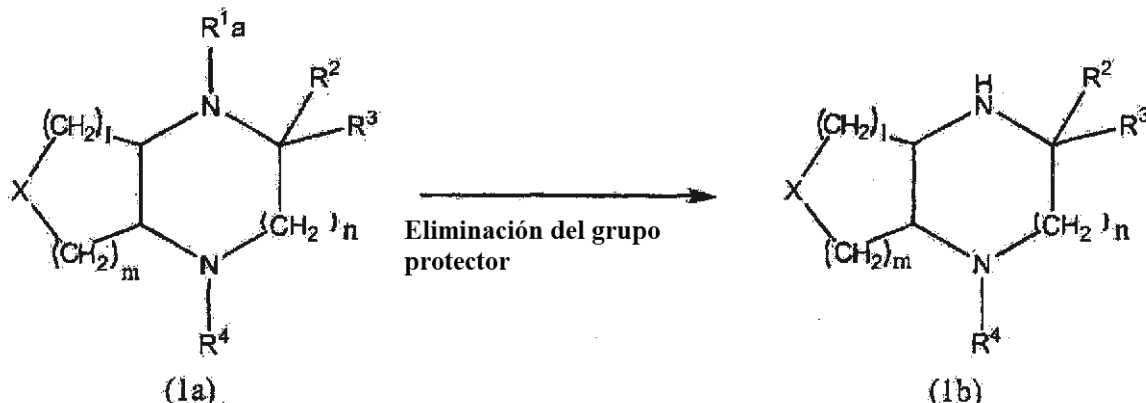 R¹a
R²
R³
N
(CH₂)l
X
(CH₂)m
N
(CH₂)n
R⁴
(1a)
Eliminación del grupo
protector
H
N
R²
R³
(CH₂)l
X
(CH₂)m
N
(CH₂)n
R⁴
(1b)